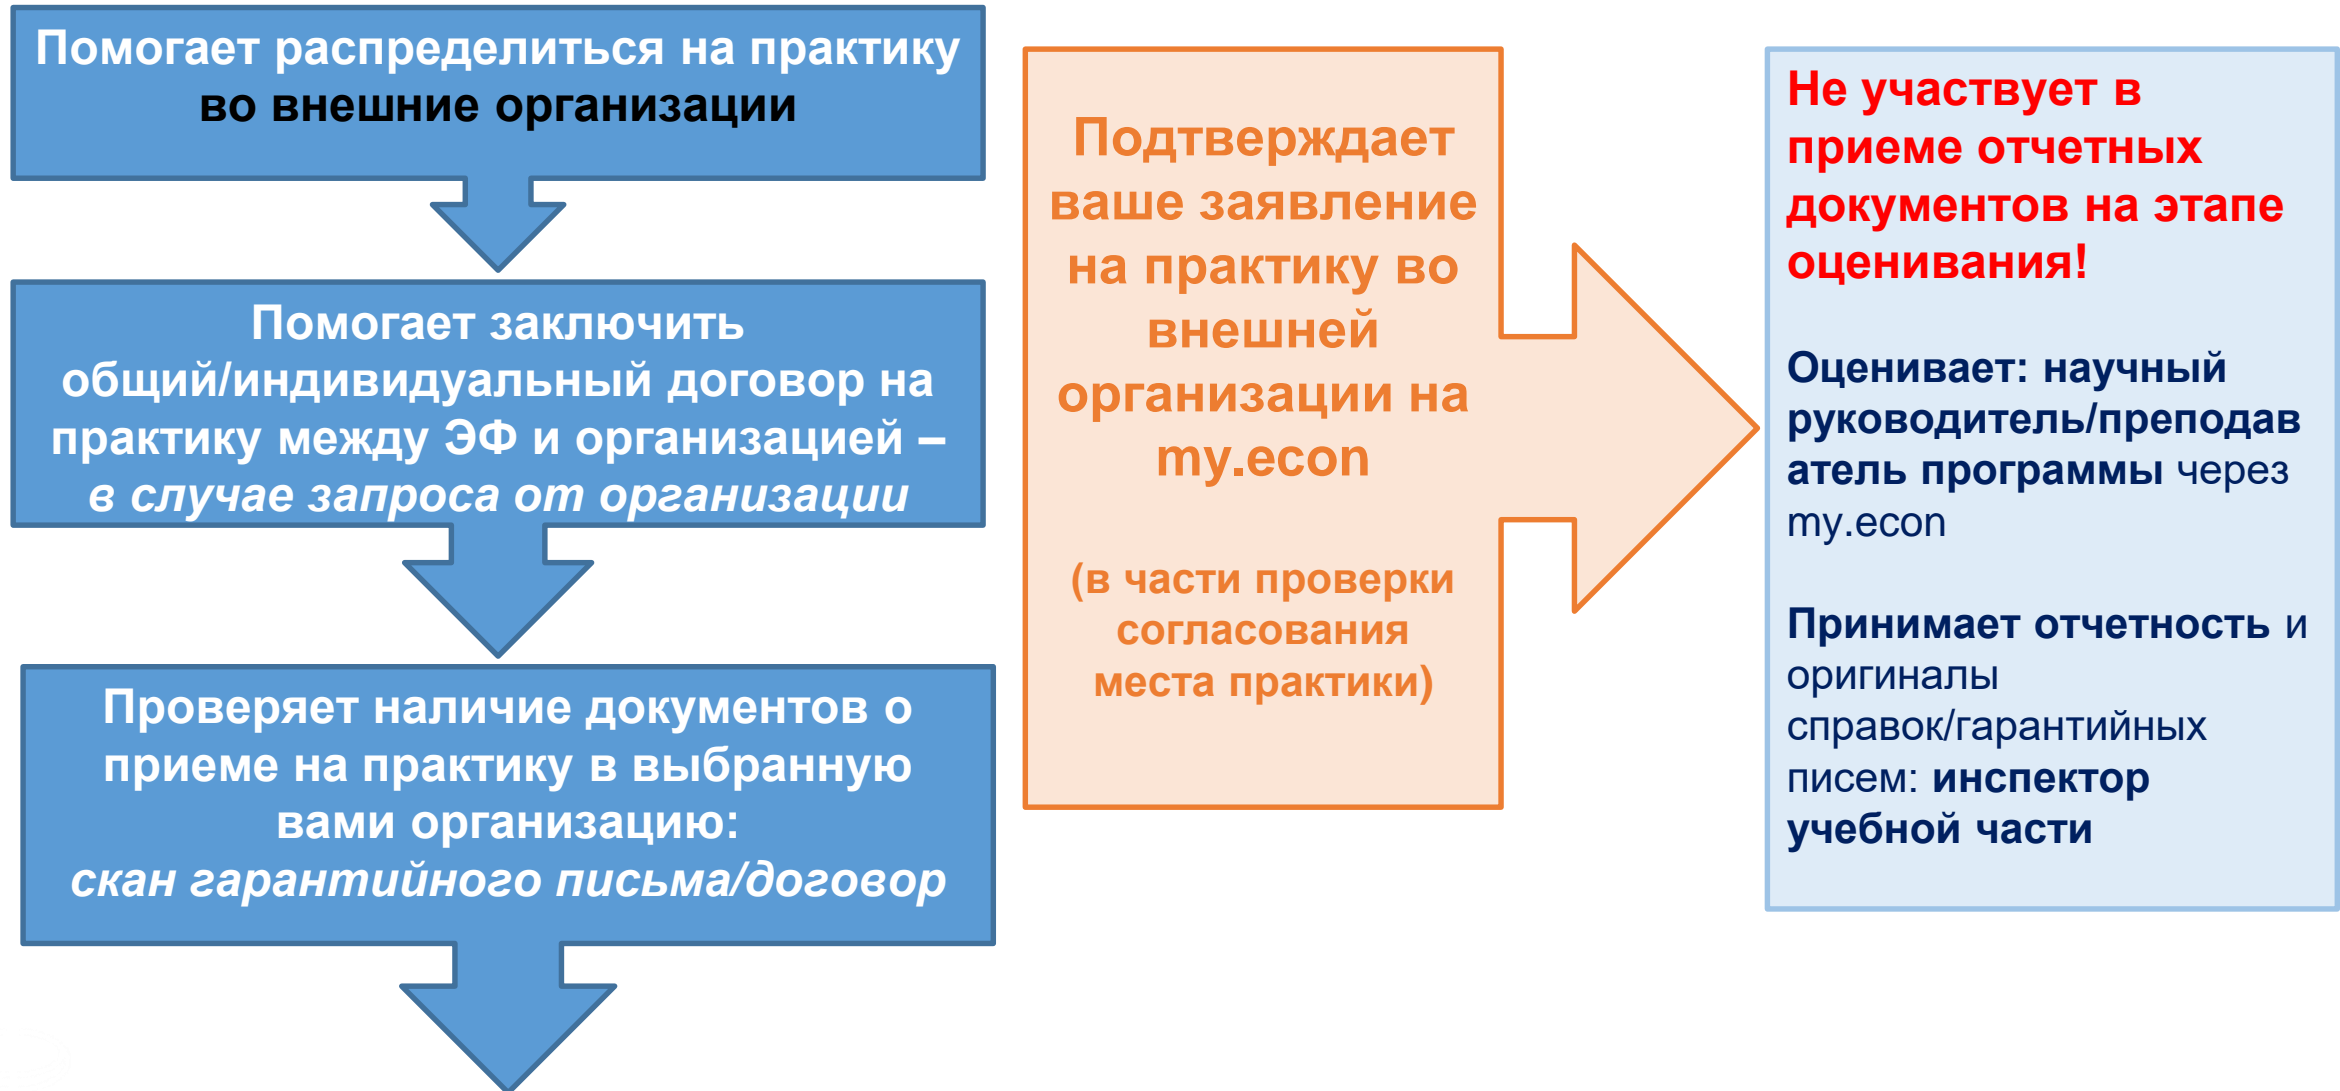 Помогает распределиться на практику
во внешние организации
Помогает заключить
общий/индивидуальный договор на
практику между ЭФ и организацией –
в случае запроса от организации
Проверяет наличие документов о
приеме на практику в выбранную
вами организацию:
скан гарантийного письма/договор
Подтверждает
ваше заявление
на практику во
внешней
организации на
my.econ
(в части проверки
согласования
места практики)
Не участвует в
приеме отчетных
документов на этапе
оценивания!
Оценивает: научный
руководитель/преподав
атель программы через
my.econ
Принимает отчетность и
оригиналы
справок/гарантийных
писем: инспектор
учебной части